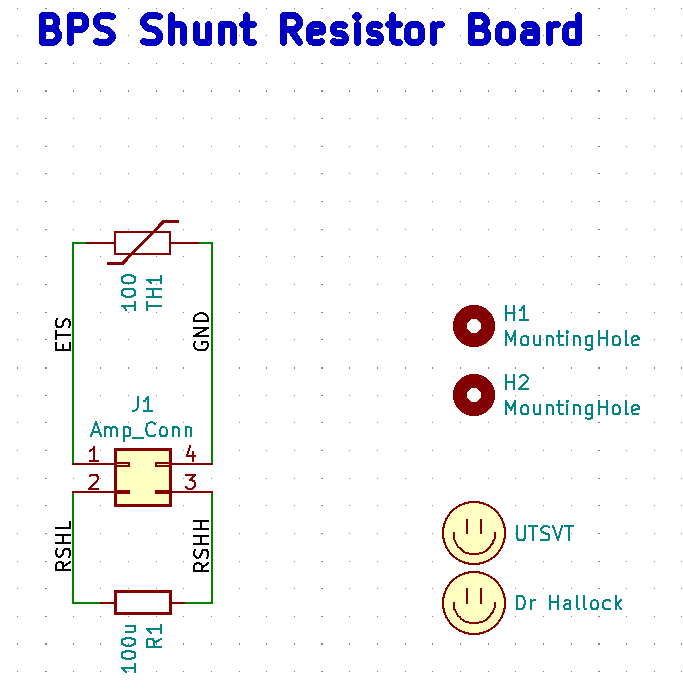 BPS Shunt Resistor Board
100
TH1
ETS
GND
J1
Amp_Conn
1 4
2 3
RSHL
RSHH
100u
R1
H1
MountingHole
H2
MountingHole
UTSVT
Dr Hallock